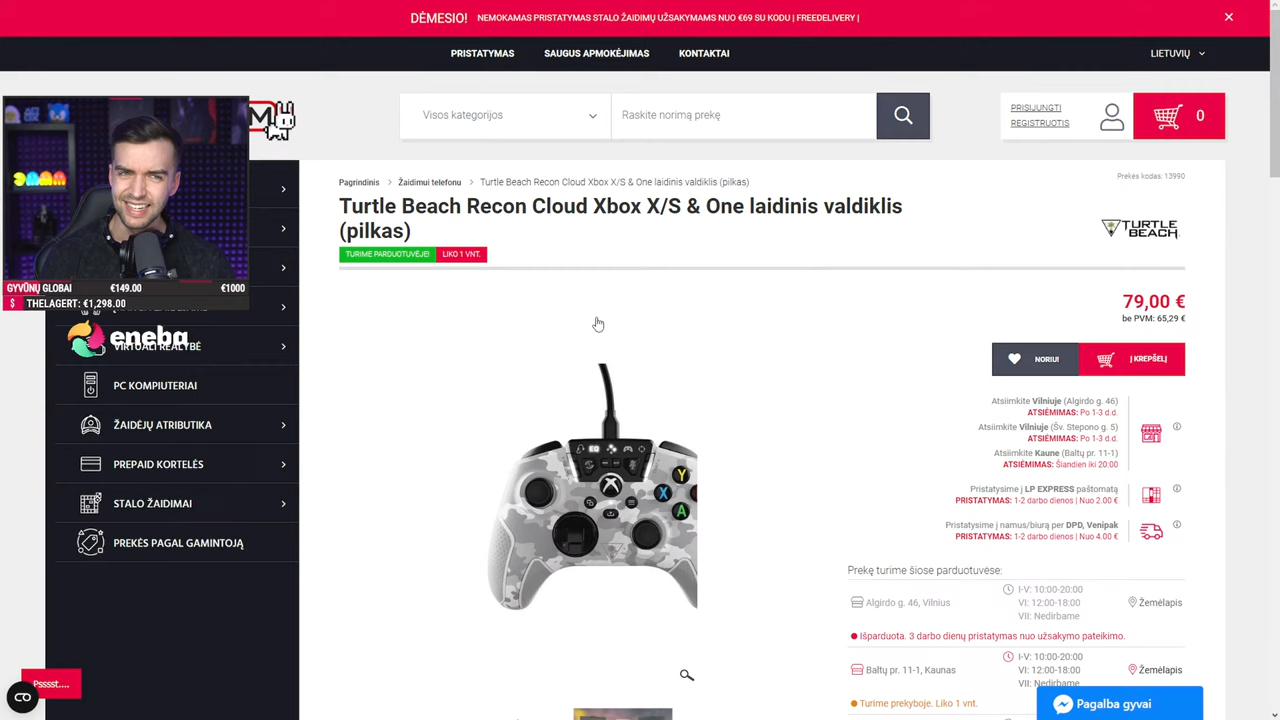 DĖMESIO! NEMOKAMAS PRISTATYMAS STALO ŽAIDIMŲ UŽSAKYMAMS NUO €69 SU KODU | FREEDELIVERY |
PRISTATYMAS SAUGUS APMOKĖJIMAS KONTAKTAI LIETUVIŲ
Visos kategorijos
Raskite norimą prekę
PRISIJUNGTI
REGISTRUOTIS
0
Pagrindinis > Žaidimui telefonu > Turtle Beach Recon Cloud Xbox X/S & One laidinis valdiklis (pilkas)
Prekės kodas: 13990
Turtle Beach Recon Cloud Xbox X/S & One laidinis valdiklis
(pilkas)
TURTLE
BEACH
TURIME PARDUOTUVĖJE! LIKO 1 VNT.
GYVŪNŲ GLOBAI €149.00 €1000
$ THELAGERT: €1,298.00
eneba
VIRTUALI REALYBĖ
PC KOMPIUTERIAI
ŽAIDĖJŲ ATRIBUTIKA
PREPAID KORTELĖS
STALO ŽAIDIMAI
PREKĖS PAGAL GAMINTOJĄ
79,00 €
be PVM: 65,29 €
NORIU!
Į KREPŠELĮ
Atsiimkite Vilniuje (Algirdo g. 46)
ATSIĖMIMAS: Po 1-3 d.d.
Atsiimkite Vilniuje (Šv. Stepono g. 5)
ATSIĖMIMAS: Po 1-3 d.d.
Atsiimkite Kaune (Baltų pr. 11-1)
ATSIĖMIMAS: Šiandien iki 20:00
Pristatysime į LP EXPRESS paštomatą
PRISTATYMAS: 1-2 darbo dienos | Nuo 2.00 €
Pristatysime į namus/biurą per DPD, Venipak
PRISTATYMAS: 1-2 darbo dienos | Nuo 4.00 €
Prekę turime šiose parduotuvėse:
Algirdo g. 46, Vilnius
I-V: 10:00-20:00
VI: 12:00-18:00
VII: Nedirbame
Žemėlapis
Išparduota. 3 darbo dienų pristatymas nuo užsakymo pateikimo.
Baltų pr. 11-1, Kaunas
I-V: 10:00-20:00
VI: 10:00-18:00
VII: Nedirbame
Žemėlapis
Turime prekyboje. Liko 1 vnt.
Y
X
A
Psssst....
Pagalba gyvai